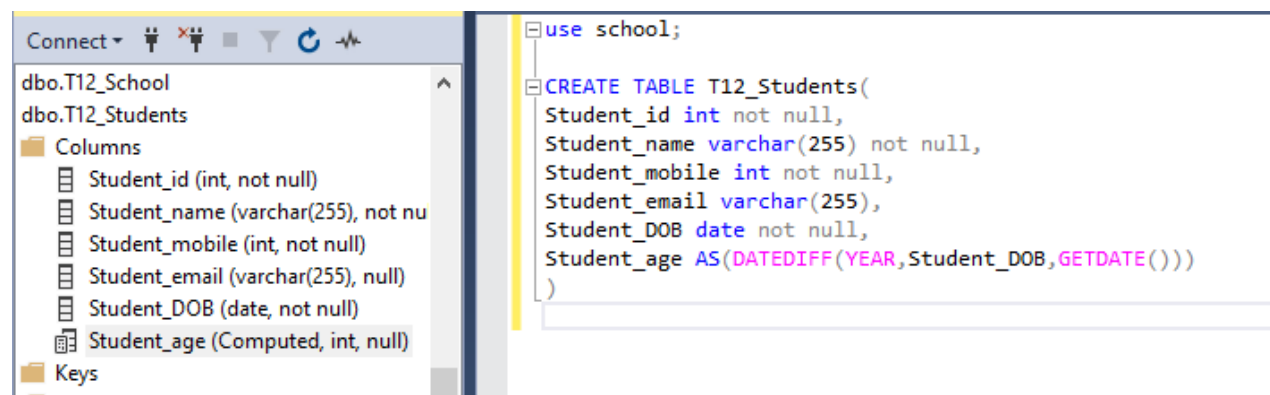 Connect
dbo.T12_School
dbo.T12_Students
Columns
Student_id (int, not null)
Student_name (varchar(255), not nu
Student_mobile (int, not null)
Student_email (varchar(255), null)
Student_DOB (date, not null)
Student_age (Computed, int, null)
Keys
use school;
CREATE TABLE T12_Students(
Student_id int not null,
Student_name varchar(255) not null,
Student_mobile int not null,
Student_email varchar(255),
Student_DOB date not null,
Student_age AS(DATEDIFF(YEAR,Student_DOB,GETDATE()))
)